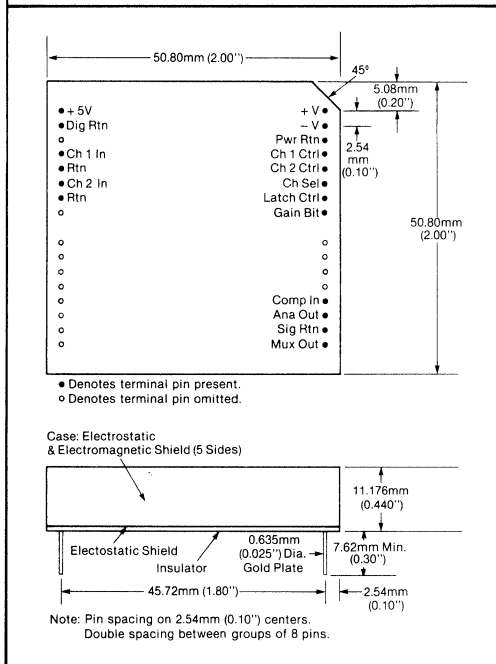 50.80mm (2.00'')
45°
5.08mm
(0.20'')
+ 5V
Dig Rtn
Ch 1 In
Rtn
Ch 2 In
Rtn
+ V
– V
Pwr Rtn
Ch 1 Ctrl
Ch 2 Ctrl
Ch Sel
Latch Ctrl
Gain Bit
Comp In
Ana Out
Sig Rtn
Mux Out
2.54
mm
(0.10'')
50.80mm
(2.00'')
● Denotes terminal pin present.
○ Denotes terminal pin omitted.
Case: Electrostatic
& Electromagnetic Shield (5 Sides)
11.176mm
(0.440'')
Electostatic Shield
Insulator
0.635mm
(0.025'') Dia.
Gold Plate
7.62mm Min.
(0.30'')
45.72mm (1.80'')
2.54mm
(0.10'')
Note: Pin spacing on 2.54mm (0.10'') centers.
Double spacing between groups of 8 pins.